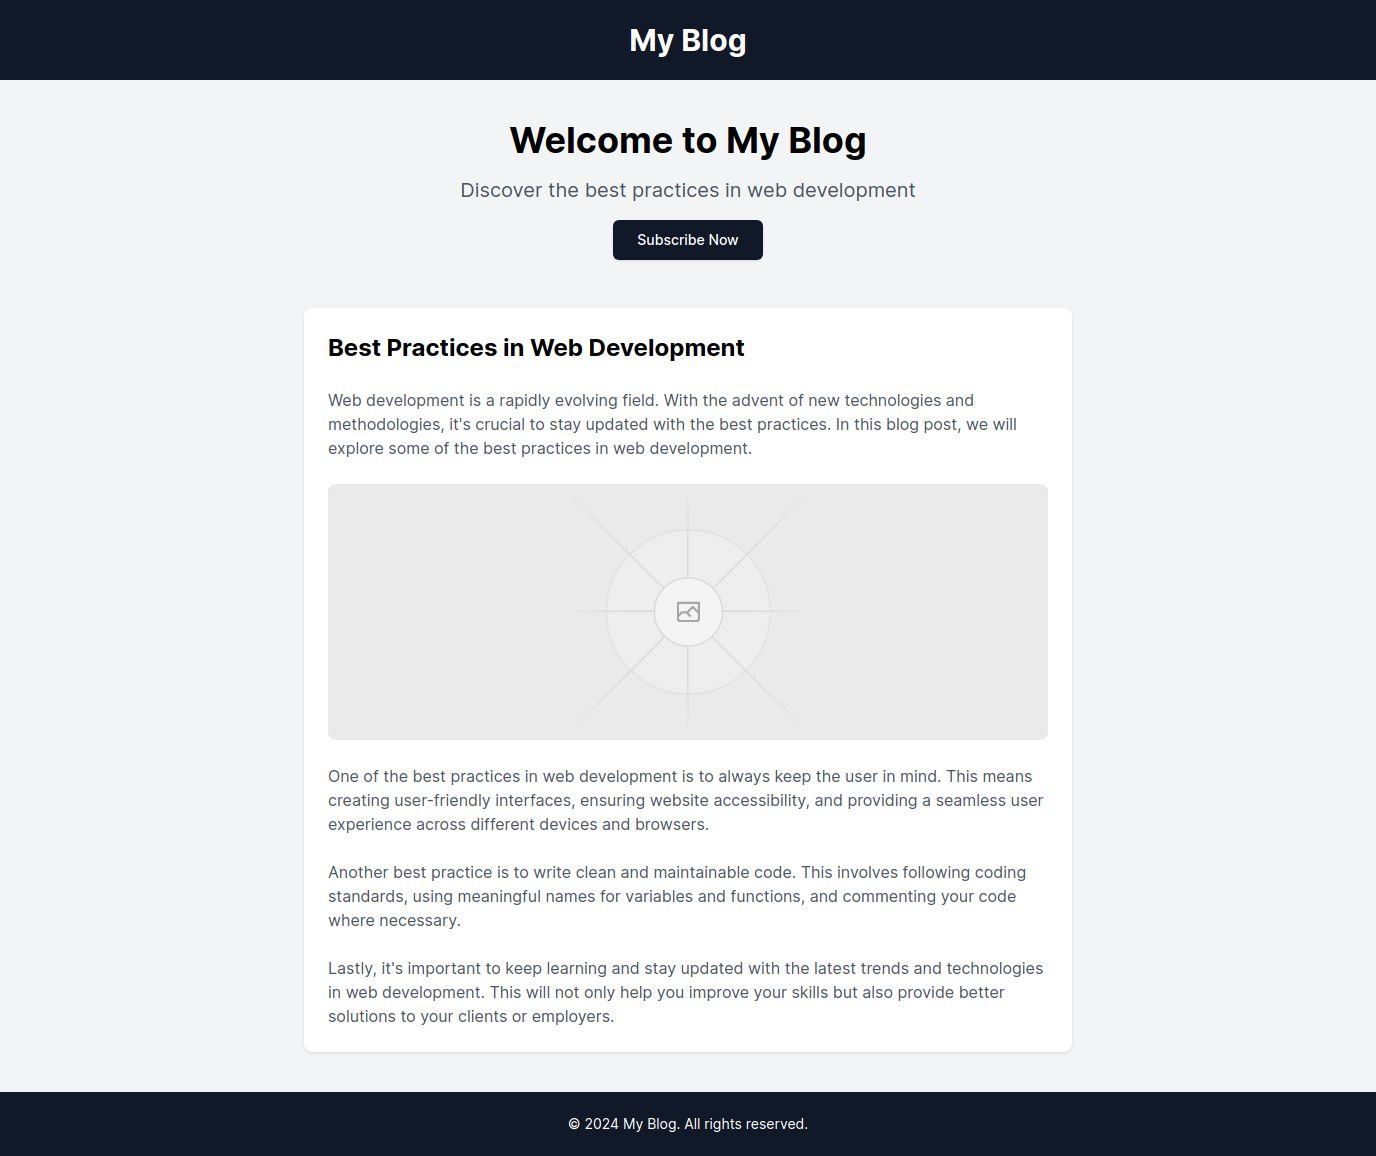 My Blog
Welcome to My Blog
Discover the best practices in web development
Subscribe Now
Best Practices in Web Development
Web development is a rapidly evolving field. With the advent of new technologies and
methodologies, it's crucial to stay updated with the best practices. In this blog post, we will
explore some of the best practices in web development.
One of the best practices in web development is to always keep the user in mind. This means
creating user-friendly interfaces, ensuring website accessibility, and providing a seamless user
experience across different devices and browsers.
Another best practice is to write clean and maintainable code. This involves following coding
standards, using meaningful names for variables and functions, and commenting your code
where necessary.
Lastly, it's important to keep learning and stay updated with the latest trends and technologies
in web development. This will not only help you improve your skills but also provide better
solutions to your clients or employers.
© 2024 My Blog. All rights reserved.